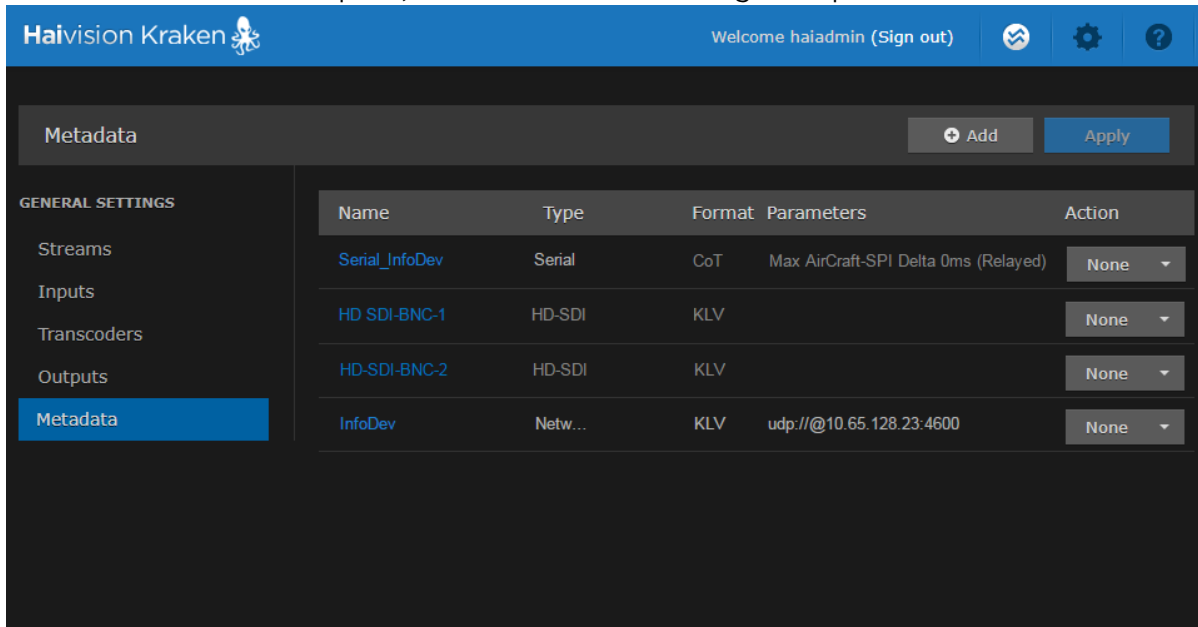 Haivision Kraken
Welcome haiadmin (Sign out)
Metadata
Add
Apply
GENERAL SETTINGS
Streams
Inputs
Transcoders
Outputs
Metadata
Name Type Format Parameters Action
Serial_InfoDev Serial CoT Max AirCraft-SPI Delta 0ms (Relayed) None
HD SDI-BNC-1 HD-SDI KLV None
HD-SDI-BNC-2 HD-SDI KLV None
InfoDev Netw... KLV udp://@10.65.128.23:4600 None